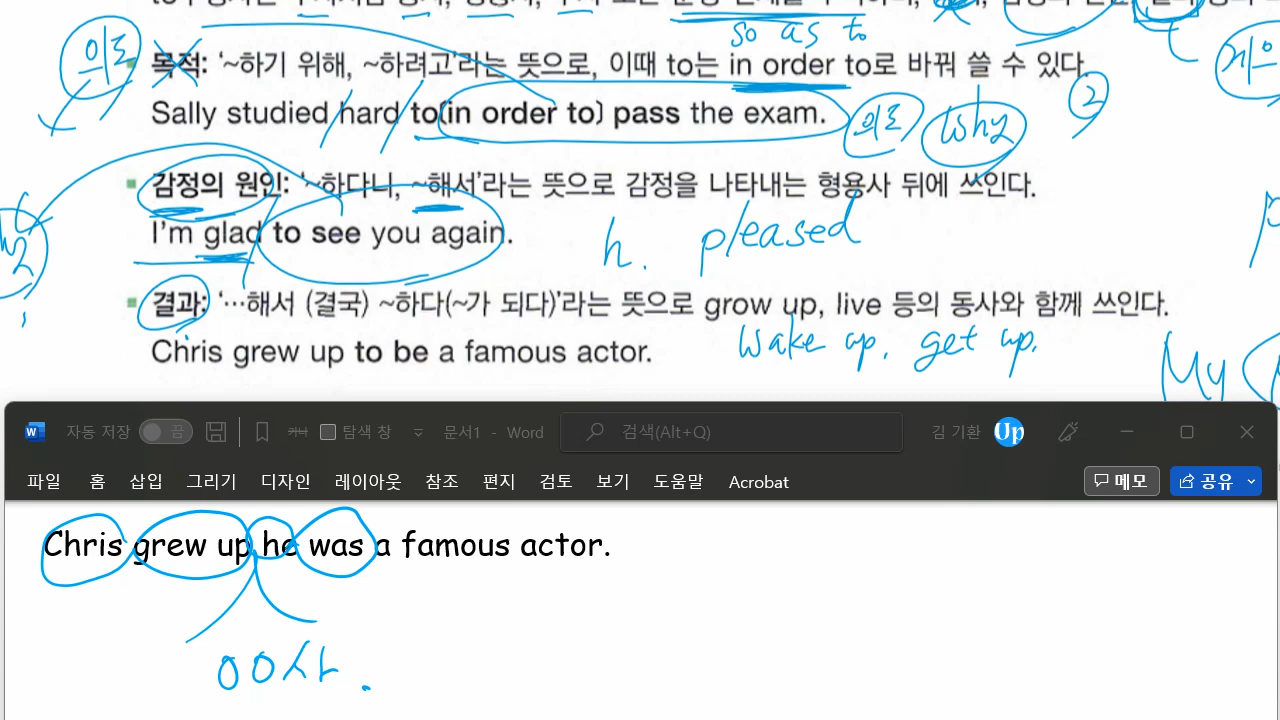 so as to
의도
목적: '~하기 위해, ~하려고'라는 뜻으로, 이때 to는 in order to로 바꿔 쓸 수 있다.
②
Sally studied hard to[in order to] pass the exam.
의도 Why
감정의 원인: '~하다니, ~해서'라는 뜻으로 감정을 나타내는 형용사 뒤에 쓰인다.
I'm glad to see you again.
h. pleased
결과: '…해서 (결국) ~하다(~가 되다)'라는 뜻으로 grow up, live 등의 동사와 함께 쓰인다.
Chris grew up to be a famous actor.
wake up, get up.
My
자동 저장 끔 탐색 창 문서1 - Word 검색(Alt+Q) 김 기환 Up
파일 홈 삽입 그리기 디자인 레이아웃 참조 편지 검토 보기 도움말 Acrobat 메모 공유
Chris grew up he was a famous actor.
OO사.